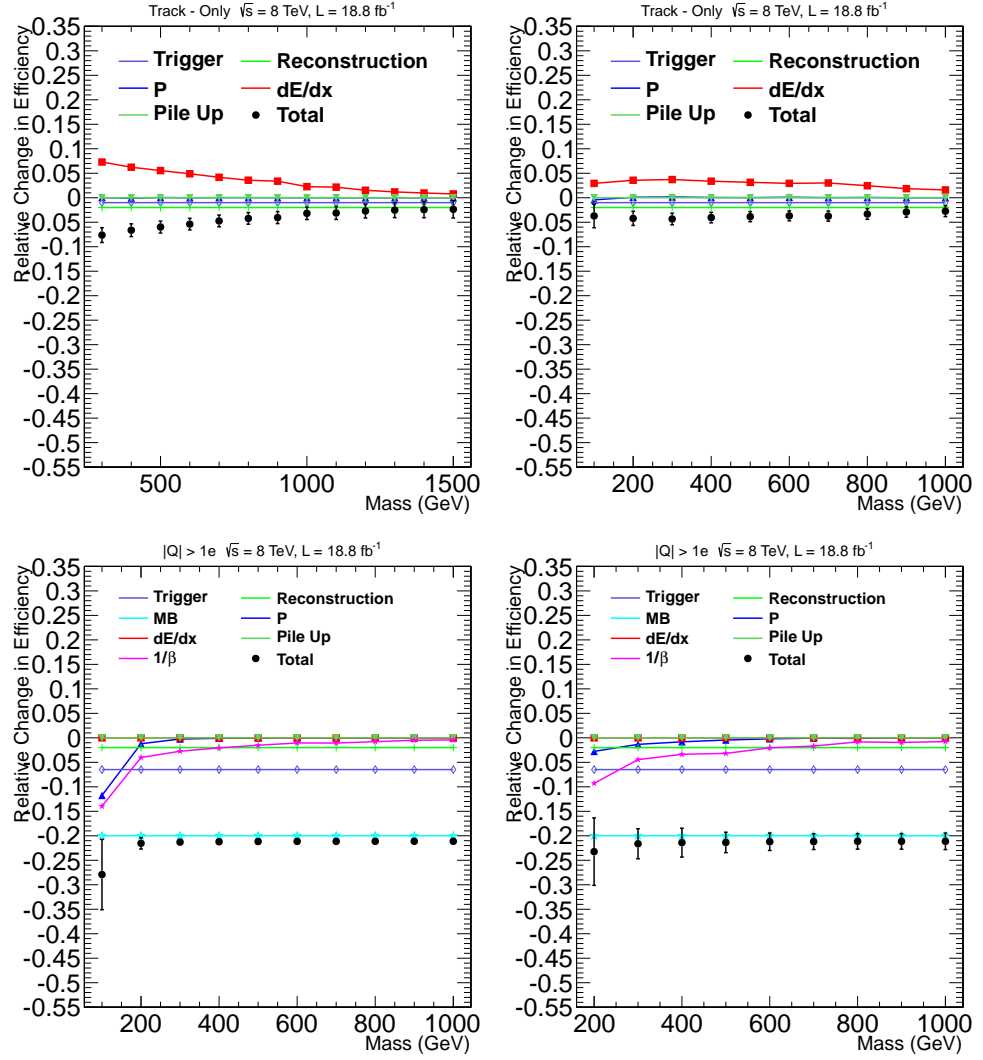 Track - Only √s = 8 TeV, L = 18.8 fb-1
Relative Change in Efficiency
0.35
0.3
0.25
0.2
0.15
0.1
0.05
0
-0.05
-0.1
-0.15
-0.2
-0.25
-0.3
-0.35
-0.4
-0.45
-0.5
-0.55
Trigger Reconstruction
P dE/dx
Pile Up Total
500 1000 1500
Mass (GeV)
Track - Only √s = 8 TeV, L = 18.8 fb-1
Relative Change in Efficiency
0.35
0.3
0.25
0.2
0.15
0.1
0.05
0
-0.05
-0.1
-0.15
-0.2
-0.25
-0.3
-0.35
-0.4
-0.45
-0.5
-0.55
Trigger Reconstruction
P dE/dx
Pile Up Total
200 400 600 800 1000
Mass (GeV)
|Q| > 1e √s = 8 TeV, L = 18.8 fb-1
Relative Change in Efficiency
0.35
0.3
0.25
0.2
0.15
0.1
0.05
0
-0.05
-0.1
-0.15
-0.2
-0.25
-0.3
-0.35
-0.4
-0.45
-0.5
-0.55
Trigger Reconstruction
MB P
dE/dx Pile Up
1/β Total
200 400 600 800 1000
Mass (GeV)
|Q| > 1e √s = 8 TeV, L = 18.8 fb-1
Relative Change in Efficiency
0.35
0.3
0.25
0.2
0.15
0.1
0.05
0
-0.05
-0.1
-0.15
-0.2
-0.25
-0.3
-0.35
-0.4
-0.45
-0.5
-0.55
Trigger Reconstruction
MB P
dE/dx Pile Up
1/β Total
200 300 400 500 600 700 800 900 1000
Mass (GeV)